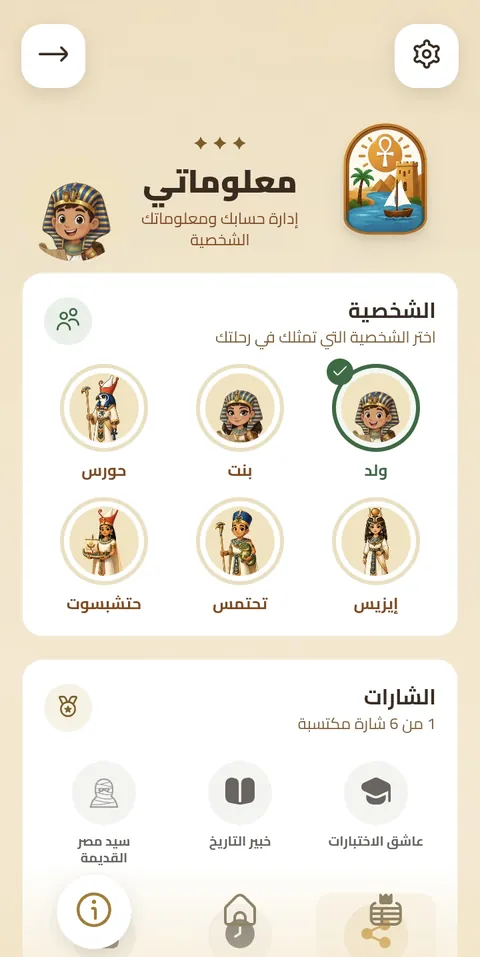 معلوماتي
إدارة حسابك ومعلوماتك
الشخصية
الشخصية
اختر الشخصية التي تمثلك في رحلتك
ولد
بنت
حورس
إيزيس
تحتمس
حتشبسوت
الشارات
1 من 6 شارة مكتسبة
عاشق الاختبارات
خبير التاريخ
سيد مصر
القديمة